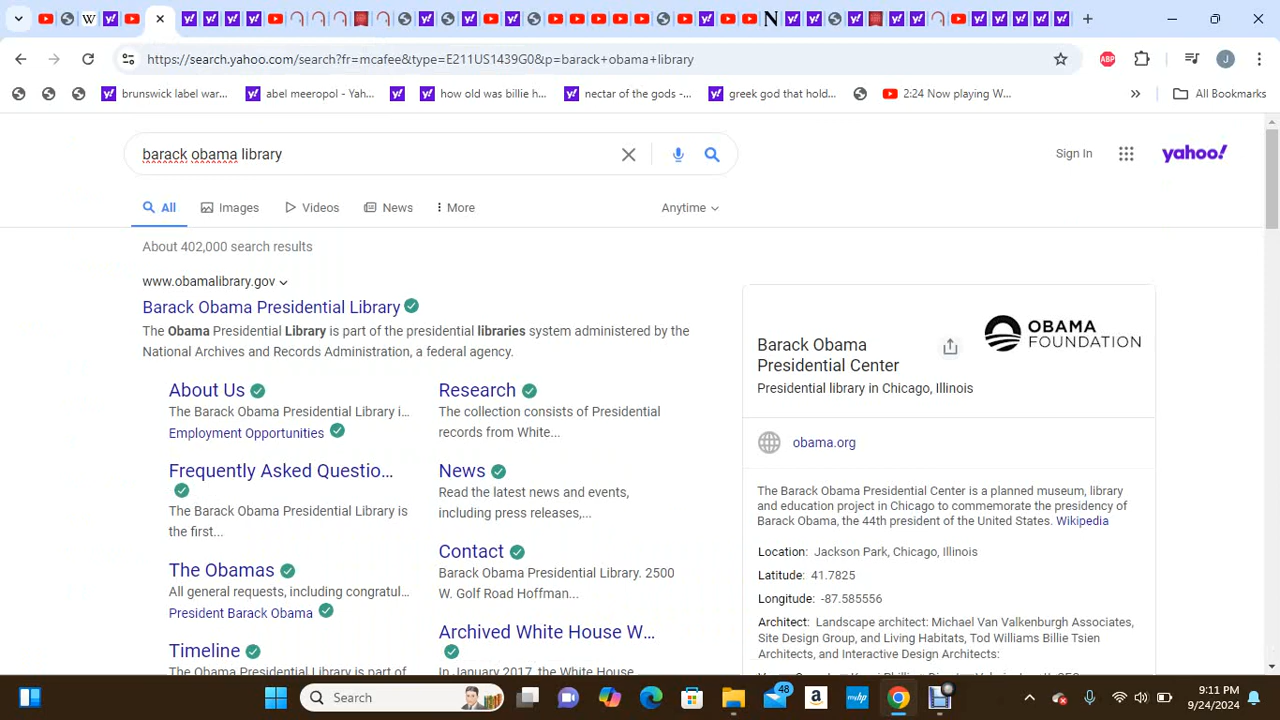 https://search.yahoo.com/search?fr=mcafee&type=E211US1439G0&p=barack+obama+library
ABP
J
brunswick label war...
abel meeropol - Yah...
how old was billie h...
nectar of the gods -...
greek god that hold...
2:24 Now playing W...
All Bookmarks
barack obama library
Sign In
yahoo!
All
Images
Videos
News
More
Anytime
About 402,000 search results
www.obamalibrary.gov
Barack Obama Presidential Library
The Obama Presidential Library is part of the presidential libraries system administered by the
National Archives and Records Administration, a federal agency.
About Us
The Barack Obama Presidential Library i...
Employment Opportunities
Frequently Asked Questio...
The Barack Obama Presidential Library is
the first...
The Obamas
All general requests, including congratul...
President Barack Obama
Timeline
The Obama Presidential Library is part of
Research
The collection consists of Presidential
records from White...
News
Read the latest news and events,
including press releases,...
Contact
Barack Obama Presidential Library. 2500
W. Golf Road Hoffman...
Archived White House W...
In January 2017, the White House
Barack Obama
Presidential Center
Presidential library in Chicago, Illinois
OBAMA
FOUNDATION
obama.org
The Barack Obama Presidential Center is a planned museum, library
and education project in Chicago to commemorate the presidency of
Barack Obama, the 44th president of the United States. Wikipedia
Location: Jackson Park, Chicago, Illinois
Latitude: 41.7825
Longitude: -87.585556
Architect: Landscape architect: Michael Van Valkenburgh Associates,
Site Design Group, and Living Habitats, Tod Williams Billie Tsien
Architects, and Interactive Design Architects:
Search
48
9:11 PM
9/24/2024